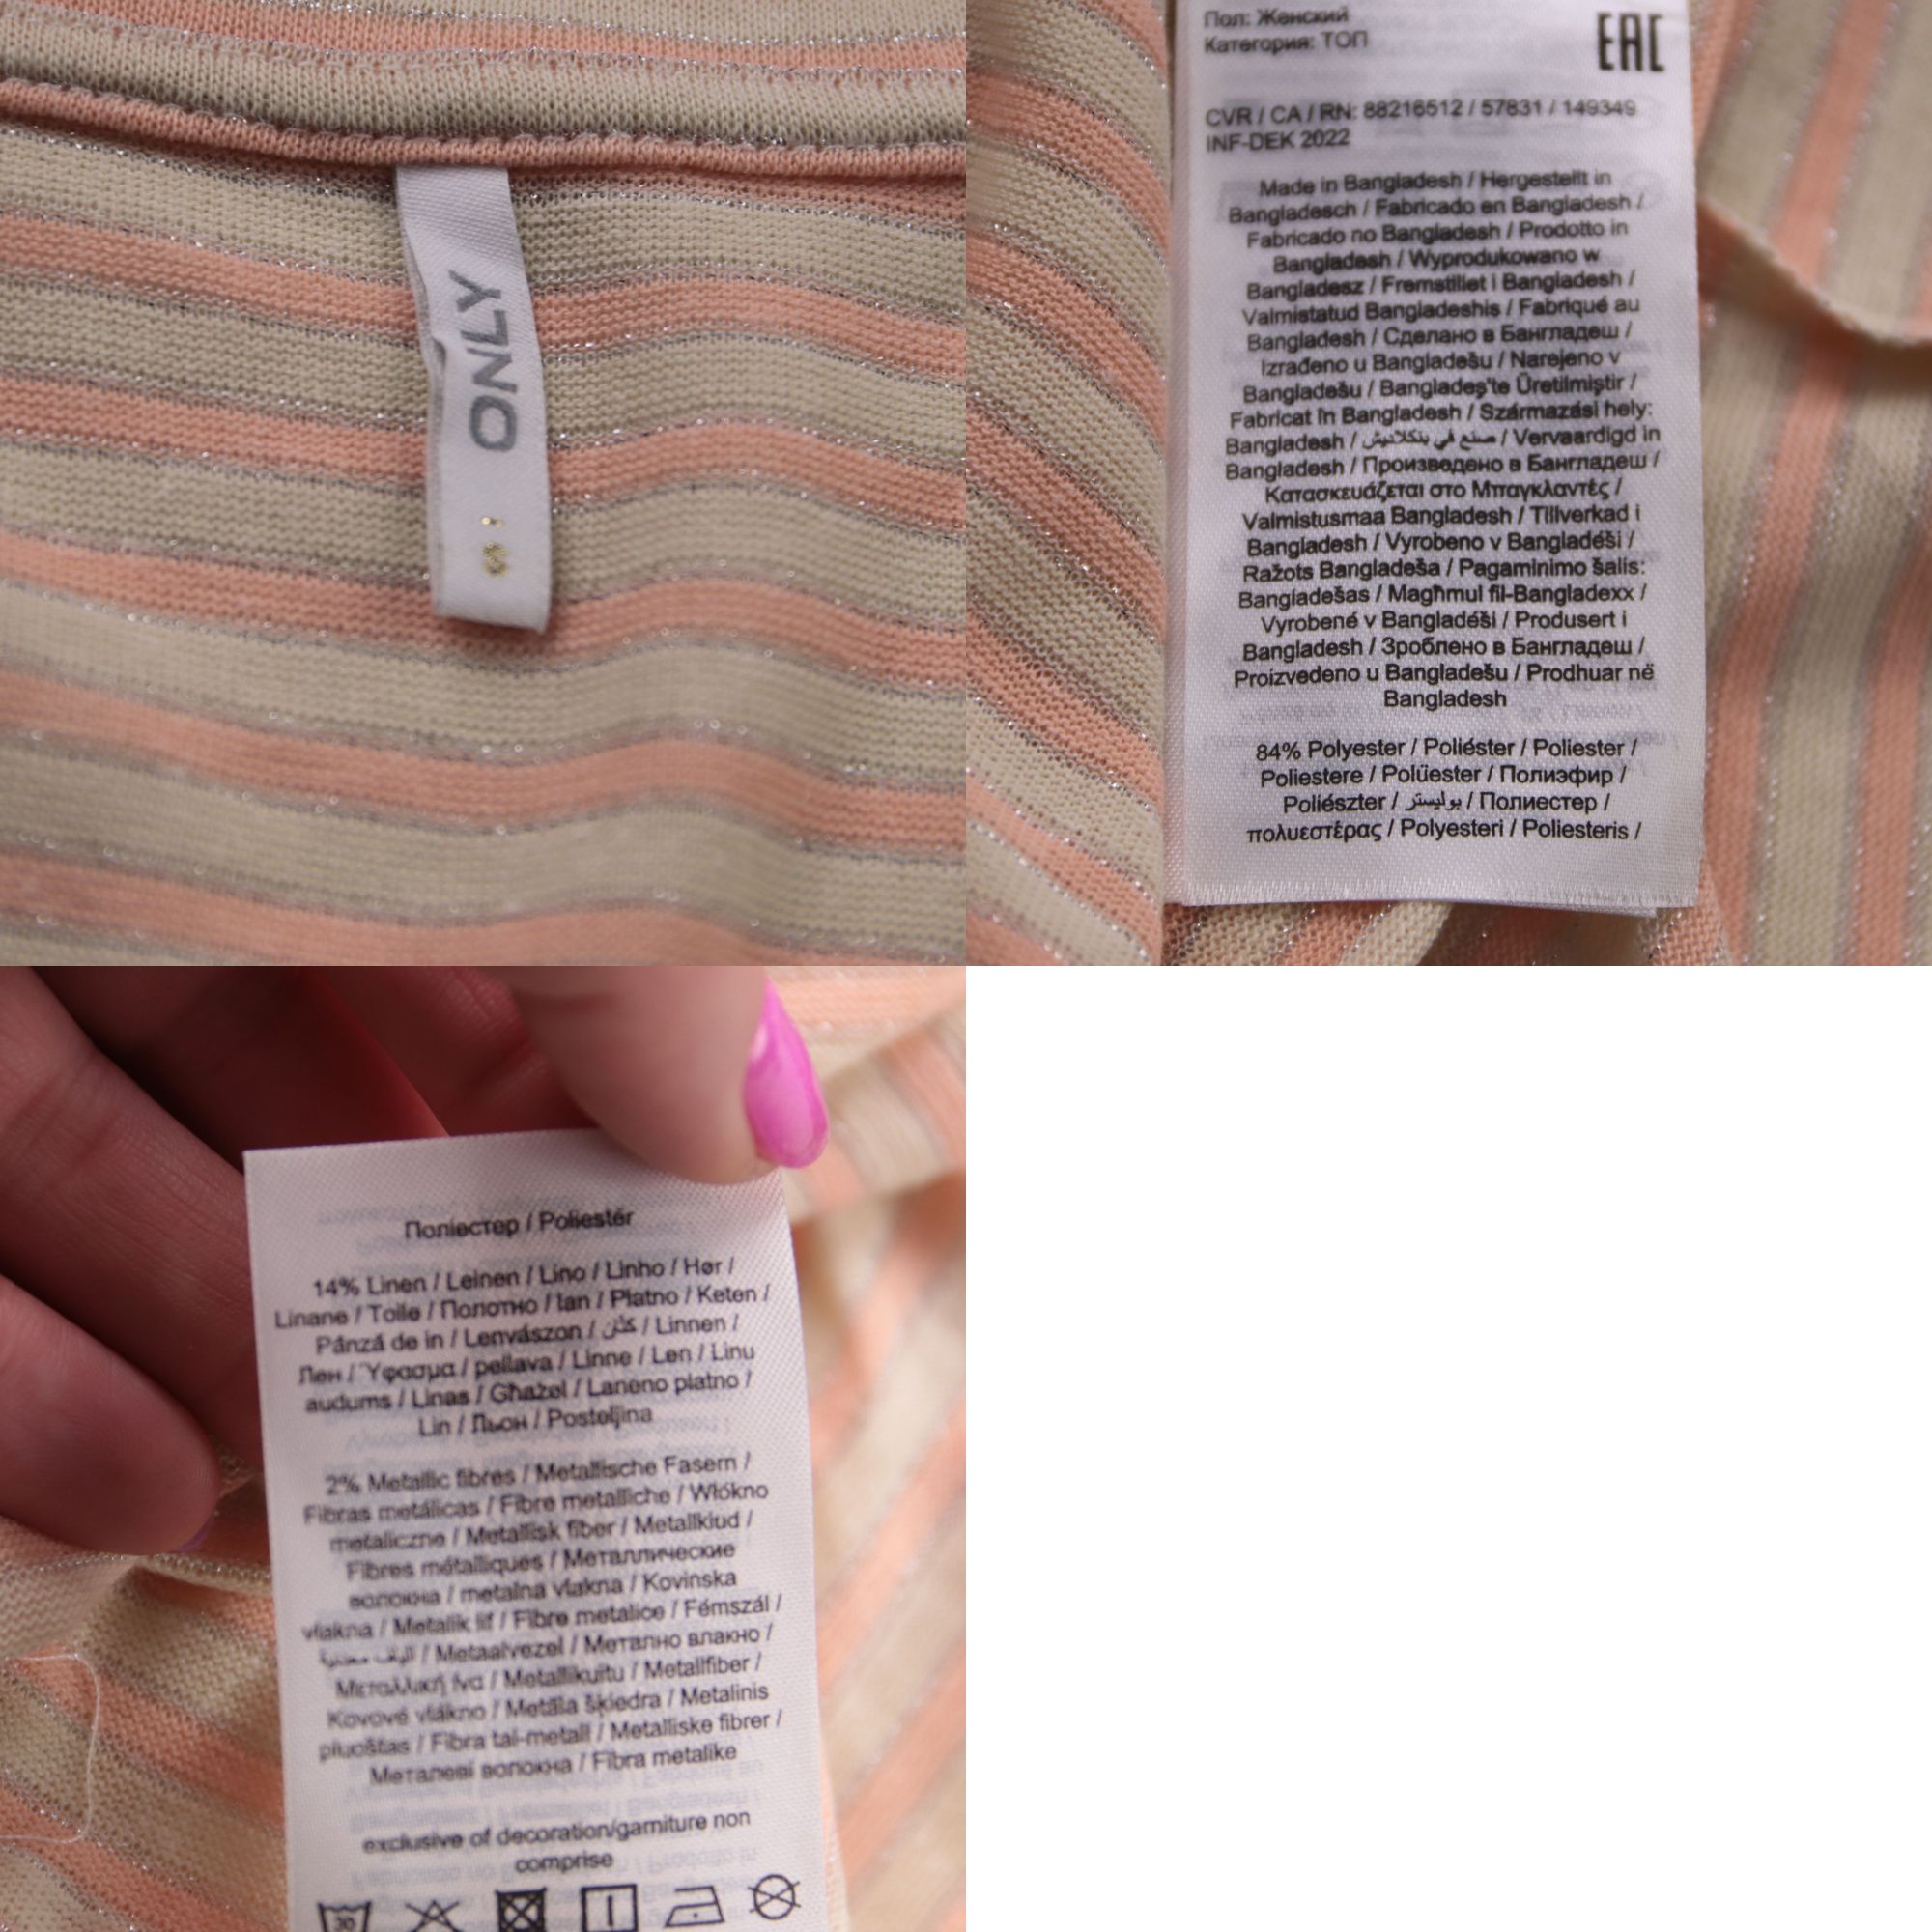 ONLY
Пол: Женский
Категория: ТОП
EAC
CVR / CA / RN: 88216512 / 57831 / 149349
INF-DEK 2022
Made in Bangladesh / Hergestellt in
Bangladesch / Fabricado en Bangladesh /
Fabricado no Bangladesh / Prodotto in
Bangladesh / Wyprodukowano w
Bangladesz / Fremstillet i Bangladesh /
Valmistatud Bangladeshis / Fabriqué au
Bangladesh / Сделано в Бангладеш /
Izrađeno u Bangladešu / Narejeno v
Bangladešu / Bangladeş'te Üretilmiştir /
Fabricat în Bangladesh / Származási hely:
Bangladesh / صنع في بنكلاديش / Vervaardigd in
Bangladesh / Произведено в Бангладеш /
Κατασκευάζεται στο Μπαγκλαντές /
Valmistusmaa Bangladesh / Tillverkad i
Bangladesh / Vyrobeno v Bangladéši /
Ražots Bangladeša / Pagaminimo šalis:
Bangladešas / Magħmul fil-Bangladexx /
Vyrobené v Bangladéši / Produsert i
Bangladesh / Зроблено в Бангладеш /
Proizvedeno u Bangladešu / Prodhuar në
Bangladesh
84% Polyester / Poliéster / Poliester /
Poliestere / Polüester / Полиэфир /
Poliészter / بوليستر / Полиестер /
πολυεστέρας / Polyesteri / Poliesteris /
Поліестер / Poliestër
14% Linen / Leinen / Lino / Linho / Hør /
Linane / Toile / Полотно / lan / Platno / Keten /
Pânză de in / Lenvászon / كتان / Linnen /
Лен / Ύφασμα / pellava / Linne / Len / Linu
audums / Linas / Għażel / Laneno platno /
Lin / Льон / Posteljina
2% Metallic fibres / Metallische Fasern /
Fibras metálicas / Fibre metalliche / Włókno
metaliczne / Metallisk fiber / Metallkiud /
Fibres métalliques / Металлические
волокна / metalna vlakna / Kovinska
vlakna / Metalik lif / Fibre metalice / Fémszál /
/ Metaalvezel / Метално влакно /
Μεταλλική ίνα / Metallikuitu / Metallfiber /
Kovové vlákno / Metāla šķiedra / Metalinis
pluoštas / Fibra tal-metall / Metalliske fibrer /
Металеві волокна / Fibra metalike
exclusive of decoration/garniture non
comprise
30